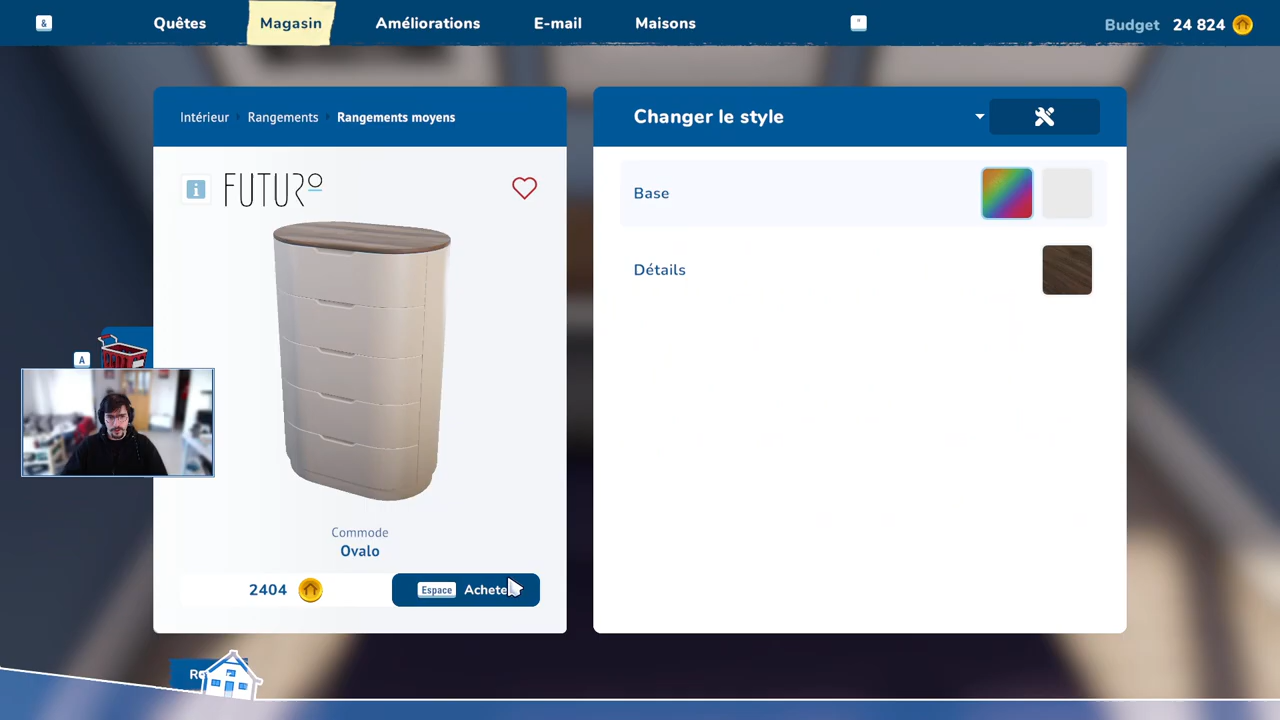 &
Quêtes
Magasin
Améliorations
E-mail
Maisons
"
Budget 24 824
Intérieur Rangements Rangements moyens
i FUTURO
Commode
Ovalo
2404
Espace
A
Changer le style
Base
Détails